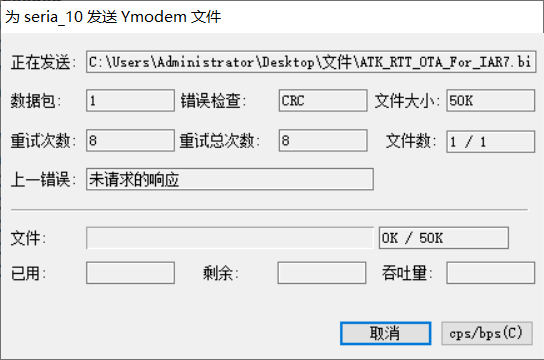 为 seria_10 发送 Ymodem 文件
正在发送: C:\Users\Administrator\Desktop\文件\ATK_RTT_OTA_For_IAR7.bi
数据包: 1 错误检查: CRC 文件大小: 50K
重试次数: 8 重试总次数: 8 文件数: 1 / 1
上一错误: 未请求的响应
文件: 0K / 50K
已用: 剩余: 吞吐量:
取消 cps/bps(C)